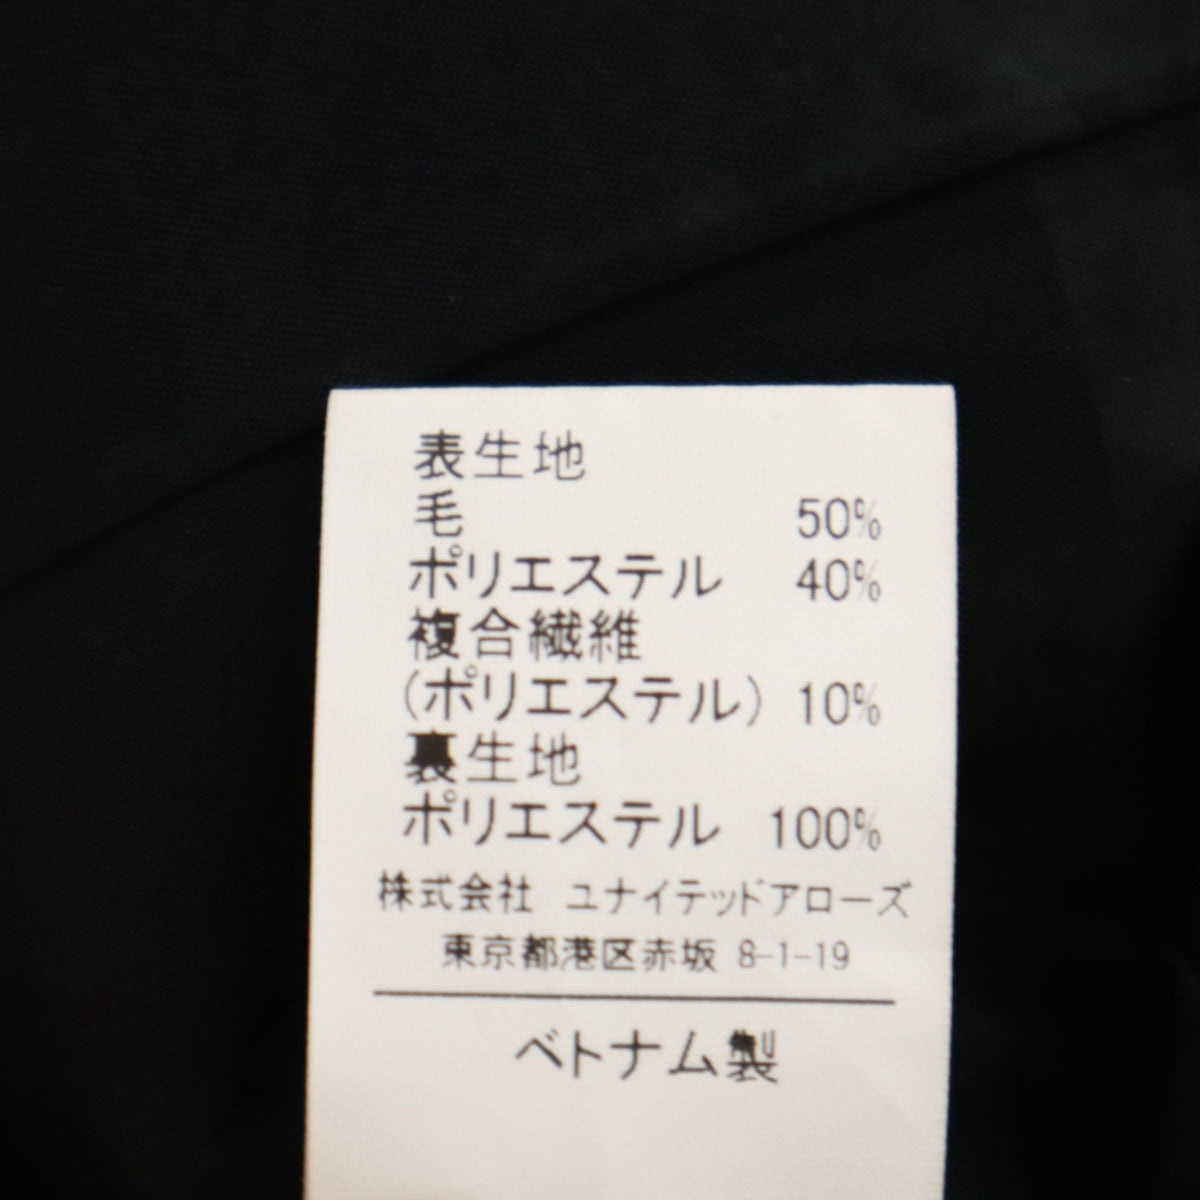 表生地
毛 50%
ポリエステル 40%
複合繊維
(ポリエステル) 10%
裏生地
ポリエステル 100%
株式会社 ユナイテッドアローズ
東京都港区赤坂 8-1-19
ベトナム製